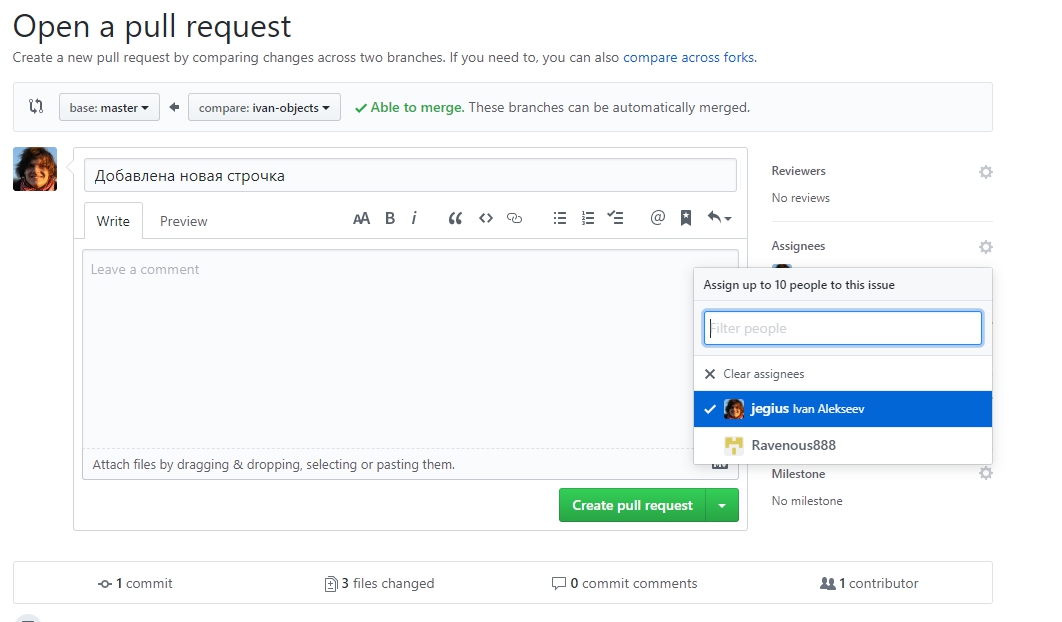 Open a pull request
Create a new pull request by comparing changes across two branches. If you need to, you can also compare across forks.
base: master
compare: ivan-objects
Able to merge. These branches can be automatically merged.
Добавлена новая строчка
Write
Preview
AA B i
@
Leave a comment
Attach files by dragging & dropping, selecting or pasting them.
Create pull request
Reviewers
No reviews
Assignees
Assign up to 10 people to this issue
Filter people
Clear assignees
jegius Ivan Alekseev
Ravenous888
Milestone
No milestone
1 commit
3 files changed
0 commit comments
1 contributor